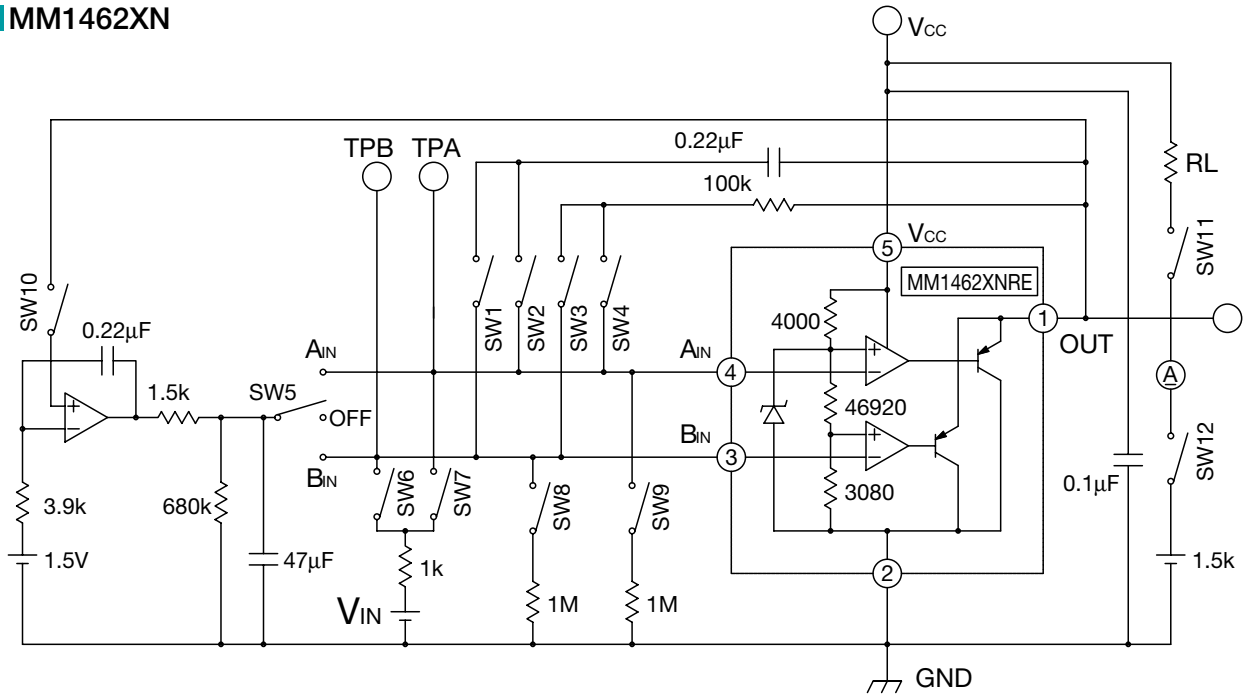 MM1462XN
VCC
0.22µF
TPB TPA
100k
RL
VCC
SW10
SW11
MM1462XNRE
4000
0.22µF
SW1
SW2
SW3
SW4
1
OUT
AIN
AIN
4
5
A
1.5k
SW5
OFF
46920
BIN
3
BIN
SW6
SW7
SW8
SW9
SW12
3.9k
680k
3080
0.1µF
1.5V
47µF
1k
2
1.5k
VIN
1M
1M
GND